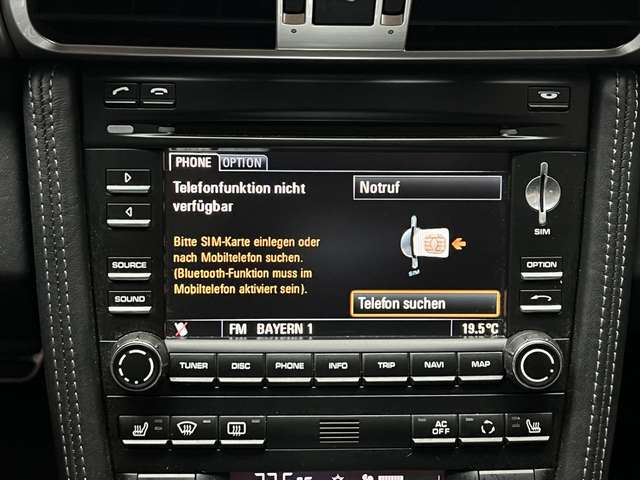 PHONE OPTION
Telefonfunktion nicht
verfügbar
Notruf
Bitte SIM-Karte einlegen oder
nach Mobiltelefon suchen.
(Bluetooth-Funktion muss im
Mobiltelefon aktiviert sein).
SIM
Telefon suchen
FM BAYERN 1
19.5°C
SOURCE
SOUND
SIM
OPTION
TUNER DISC PHONE INFO TRIP NAVI MAP
AC
OFF